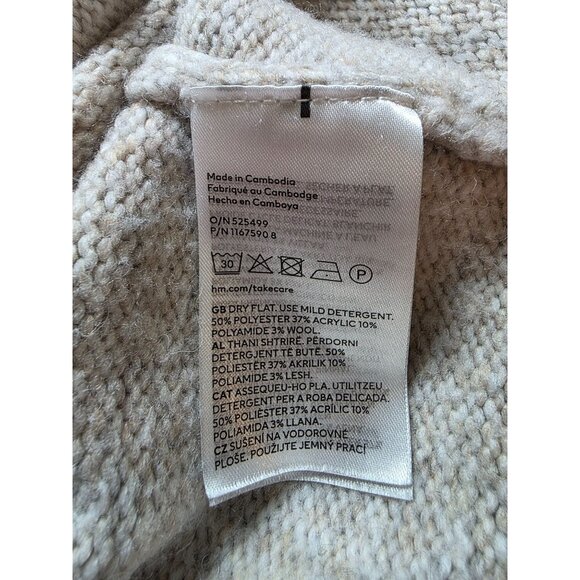 Made in Cambodia
Fabriqué au Cambodge
Hecho en Camboya
O/N 525499
P/N 1167590 8
30
P
hm.com/takecare
GB DRY FLAT. USE MILD DETERGENT.
50% POLYESTER 37% ACRYLIC 10%
POLYAMIDE 3% WOOL.
AL THANI SHTRIRË. PËRDORNI
DETERGJENT TË BUTË. 50%
POLIESTËR 37% AKRILIK 10%
POLIAMIDE 3% LESH.
CAT ASSEQUEU-HO PLA. UTILITZEU
DETERGENT PER A ROBA DELICADA.
50% POLIÈSTER 37% ACRÍLIC 10%
POLIAMIDA 3% LLANA.
CZ SUŠENÍ NA VODOROVNÉ
PLOŠE. POUŽIJTE JEMNÝ PRACÍ